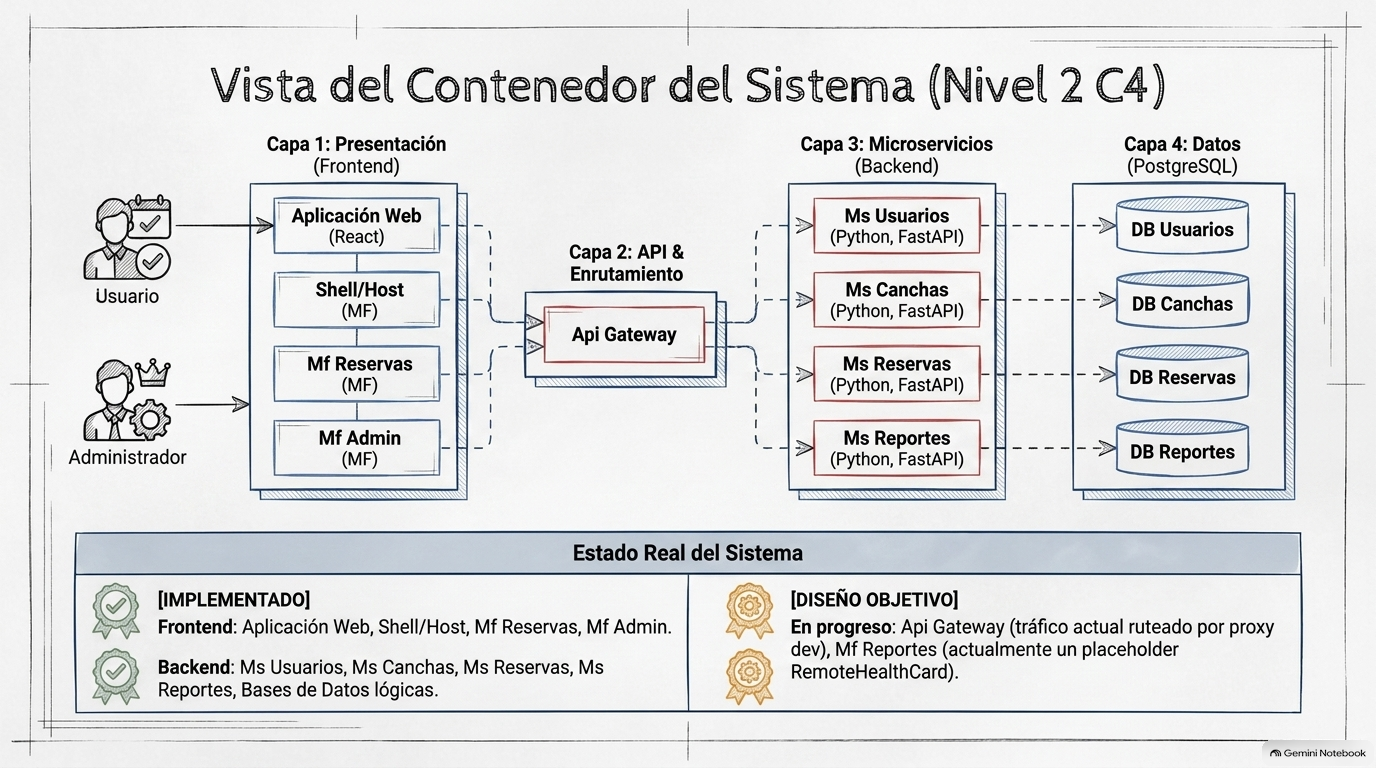 Vista del Contenedor del Sistema (Nivel 2 C4)
Capa 1: Presentación
(Frontend)
Aplicación Web
(React)
Shell/Host
(MF)
Mf Reservas
(MF)
Mf Admin
(MF)
Usuario
Administrador
Capa 2: API &
Enrutamiento
Api Gateway
Capa 3: Microservicios
(Backend)
Ms Usuarios
(Python, FastAPI)
Ms Canchas
(Python, FastAPI)
Ms Reservas
(Python, FastAPI)
Ms Reportes
(Python, FastAPI)
Capa 4: Datos
(PostgreSQL)
DB Usuarios
DB Canchas
DB Reservas
DB Reportes
Estado Real del Sistema
[IMPLEMENTADO]
Frontend: Aplicación Web, Shell/Host, Mf Reservas, Mf Admin.
Backend: Ms Usuarios, Ms Canchas, Ms Reservas, Ms
Reportes, Bases de Datos lógicas.
[DISEÑO OBJETIVO]
En progreso: Api Gateway (tráfico actual ruteado por proxy
dev), Mf Reportes (actualmente un placeholder
RemoteHealthCard).
Gemini Notebook